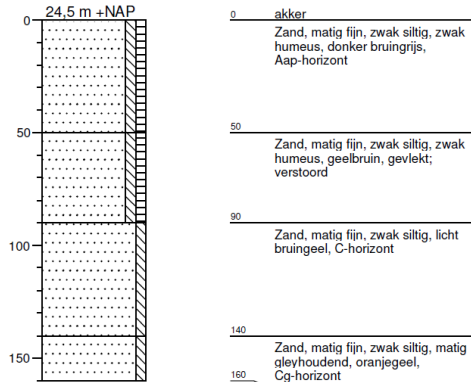 24,5 m +NAP
0
50
100
150
0 akker
Zand, matig fijn, zwak siltig, zwak
humeus, donker bruingrijs,
Aap-horizont
50
Zand, matig fijn, zwak siltig, zwak
humeus, geelbruin, gevlekt;
verstoord
90
Zand, matig fijn, zwak siltig, licht
bruingeel, C-horizont
140
Zand, matig fijn, zwak siltig, matig
gleyhoudend, oranjegeel,
Cg-horizont
160